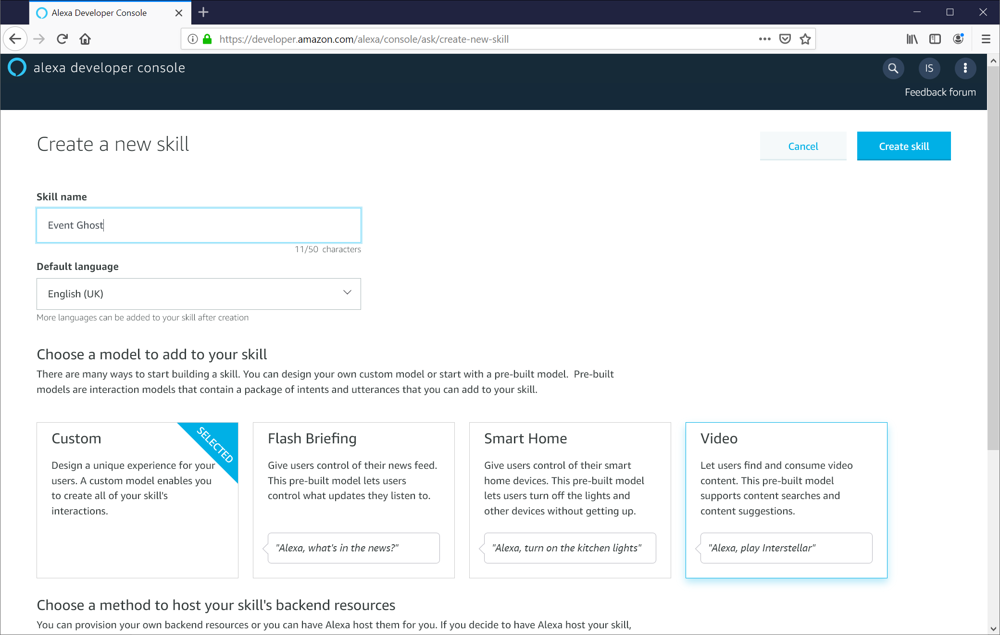 Alexa Developer Console
https://developer.amazon.com/alexa/console/ask/create-new-skill
alexa developer console
IS
Feedback forum
Create a new skill
Cancel
Create skill
Skill name
Event Ghost
11/50 characters
Default language
English (UK)
More languages can be added to your skill after creation
Choose a model to add to your skill
There are many ways to start building a skill. You can design your own custom model or start with a pre-built model. Pre-built
models are interaction models that contain a package of intents and utterances that you can add to your skill.
Custom
SELECTED
Design a unique experience for your
users. A custom model enables you
to create all of your skill's
interactions.
Flash Briefing
Give users control of their news feed.
This pre-built model lets users
control what updates they listen to.
"Alexa, what's in the news?"
Smart Home
Give users control of their smart
home devices. This pre-built model
lets users turn off the lights and
other devices without getting up.
"Alexa, turn on the kitchen lights"
Video
Let users find and consume video
content. This pre-built model
supports content searches and
content suggestions.
"Alexa, play Interstellar"
Choose a method to host your skill's backend resources
You can provision your own backend resources or you can have Alexa host them for you. If you decide to have Alexa host your skill,